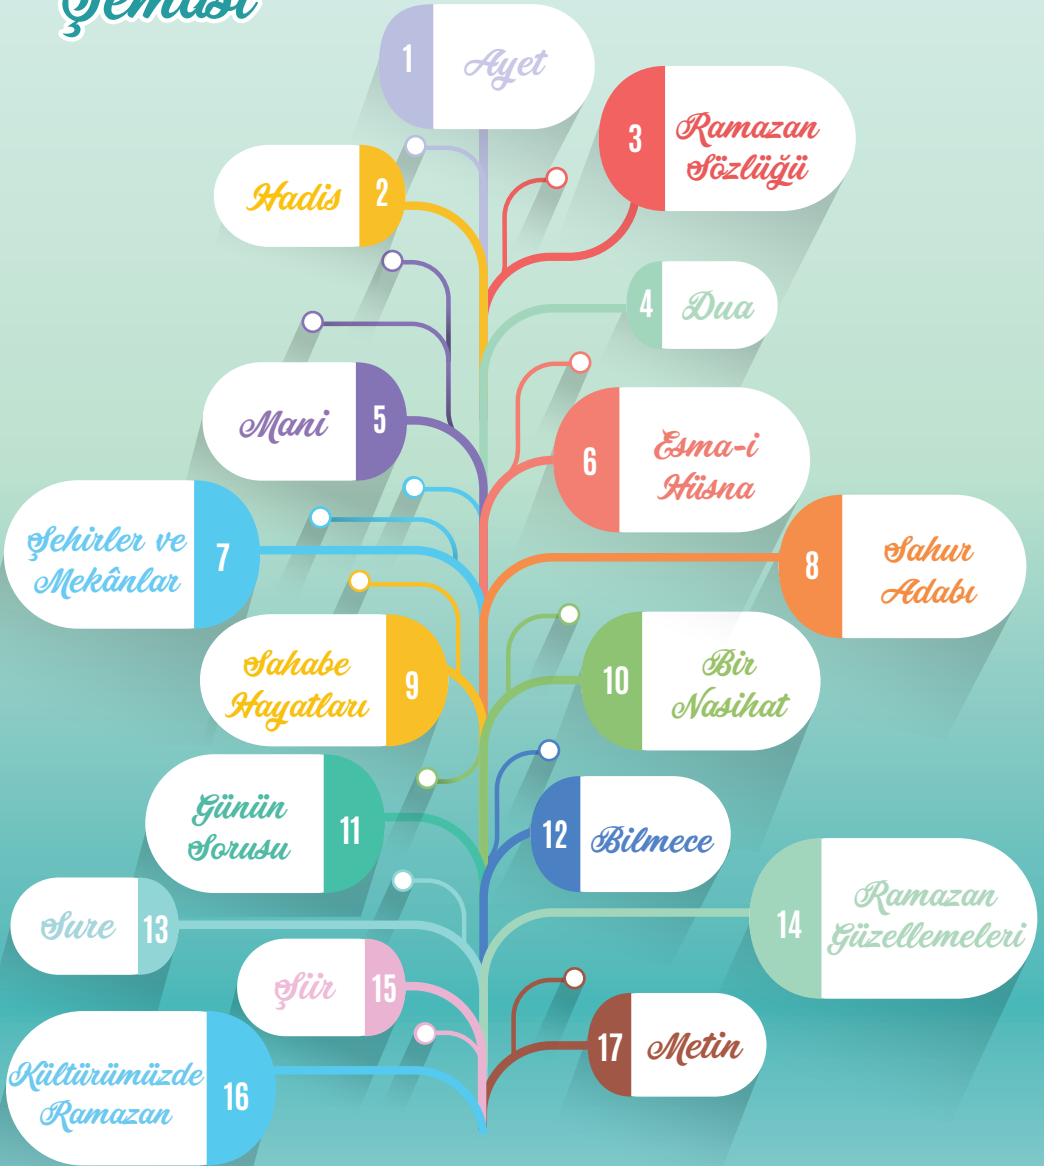 Şeması
1
Ayet
2
Hadis
3
Ramazan
Sözlüğü
4
Dua
5
Mani
6
Esma-i
Hüsna
7
Şehirler ve
Mekânlar
8
Sahur
Adabı
9
Sahabe
Hayatları
10
Bir
Nasihat
11
Günün
Sorusu
12
Bilmece
13
Sure
14
Ramazan
Güzellemeleri
15
Şiir
16
Kültürümüzde
Ramazan
17
Metin